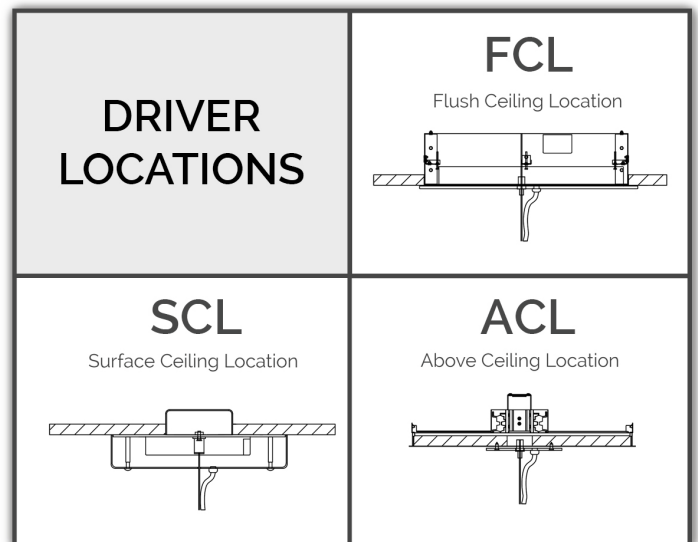 DRIVER
LOCATIONS
FCL
Flush Ceiling Location
SCL
Surface Ceiling Location
ACL
Above Ceiling Location